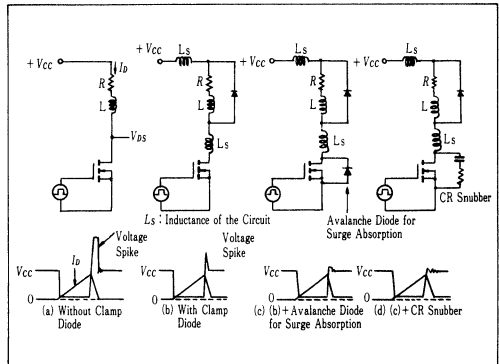 Ls
Ls
Ls
+ Vcc
ID
+ Vcc
+Vcc
+Vcc
R
R
R
R
L
L
L
L
VDS
Ls
Ls
Ls
CR Snubber
Ls : Inductance of the Circuit
Avalanche Diode for
Surge Absorption
Voltage
Spike
Voltage
Spike
Vcc
ID
Vcc
Vcc
Vcc
0
0
0
0
(a) Without Clamp
Diode
(b) With Clamp
Diode
(c) (b)+Avalanche Diode
for Surge Absorption
(d) (c)+CR Snubber